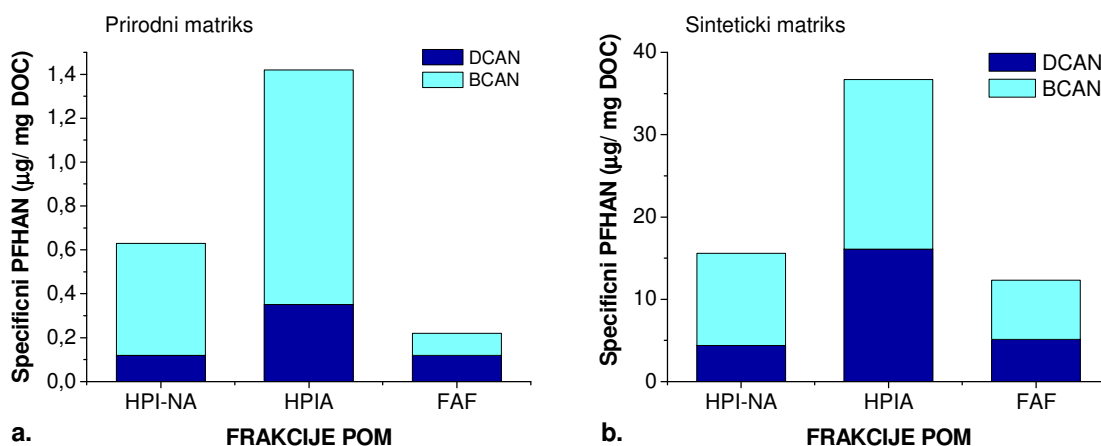 Prirodni matriks
DCAN
BCAN
Specificni PFHAN (µg/ mg DOC)
1,4
1,2
1,0
0,8
0,6
0,4
0,2
0,0
HPI-NA HPIA FAF
a. FRAKCIJE POM
Sinteticki matriks
DCAN
BCAN
Specificni PFHAN (µg/ mg DOC)
40
30
20
10
0
HPI-NA HPIA FAF
b. FRAKCIJE POM